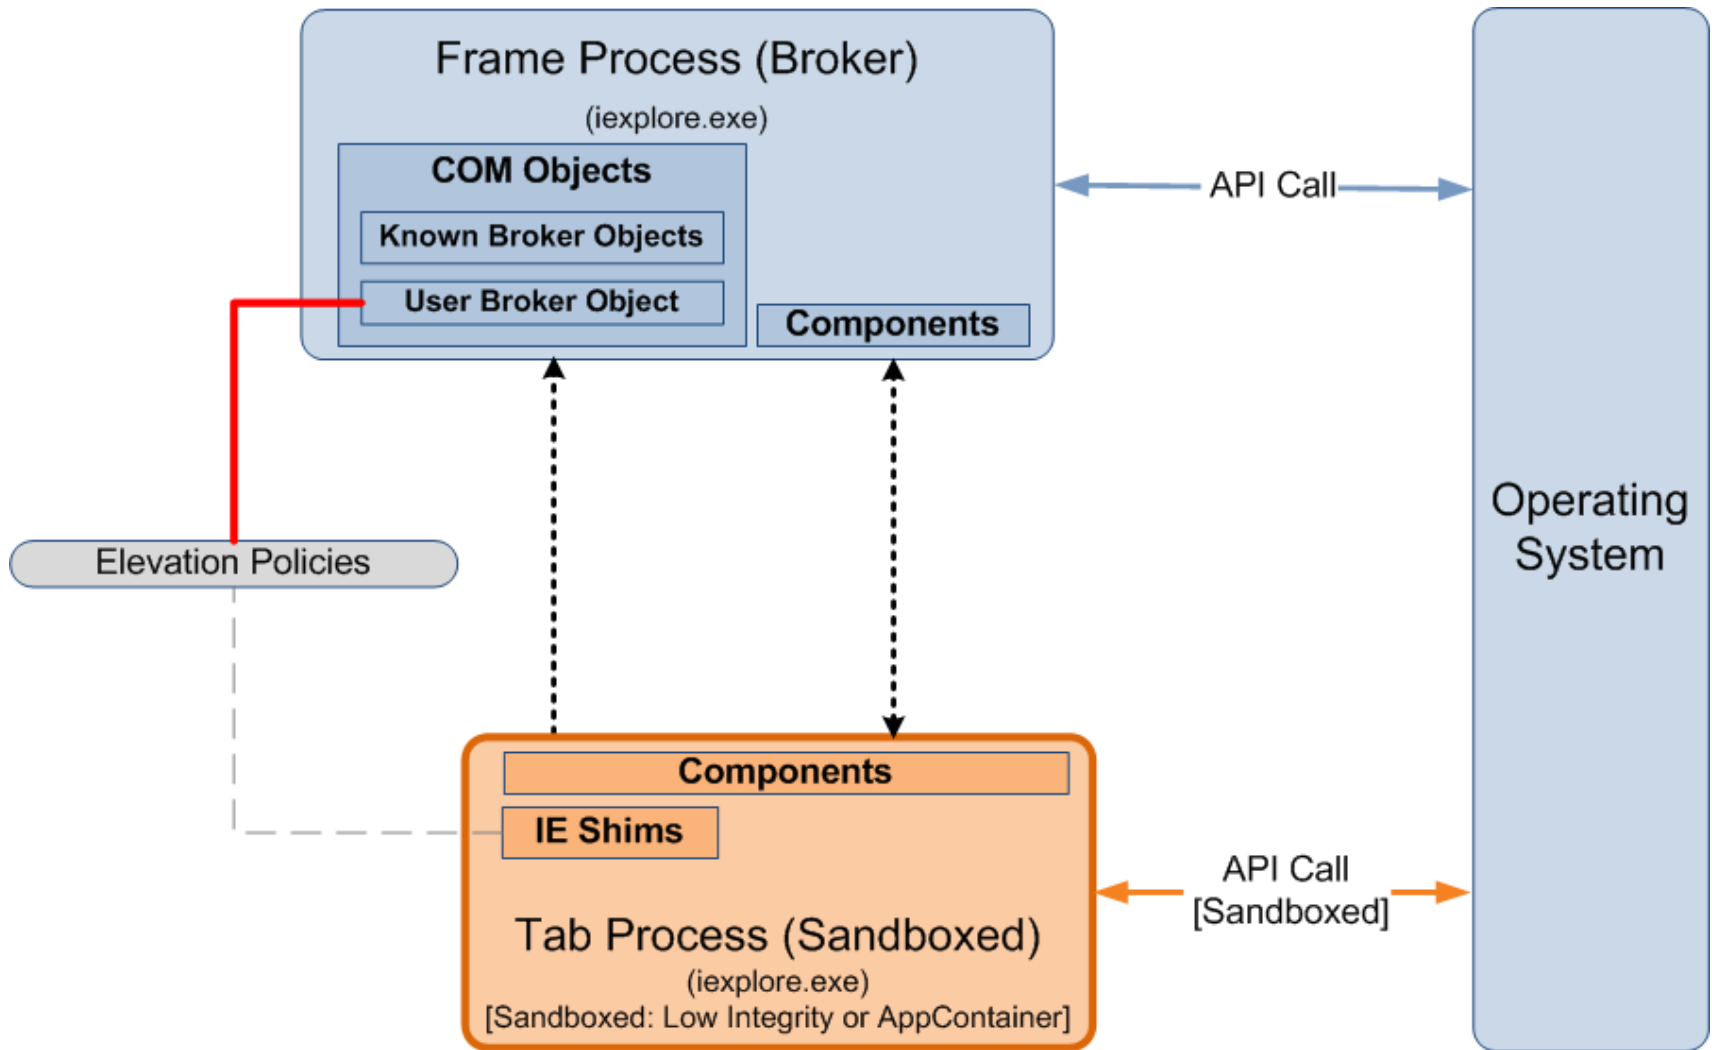 Frame Process (Broker)
(iexplore.exe)
COM Objects
Known Broker Objects
User Broker Object
Components
API Call
Operating
System
Elevation Policies
Components
IE Shims
Tab Process (Sandboxed)
(iexplore.exe)
[Sandboxed: Low Integrity or AppContainer]
API Call
[Sandboxed]